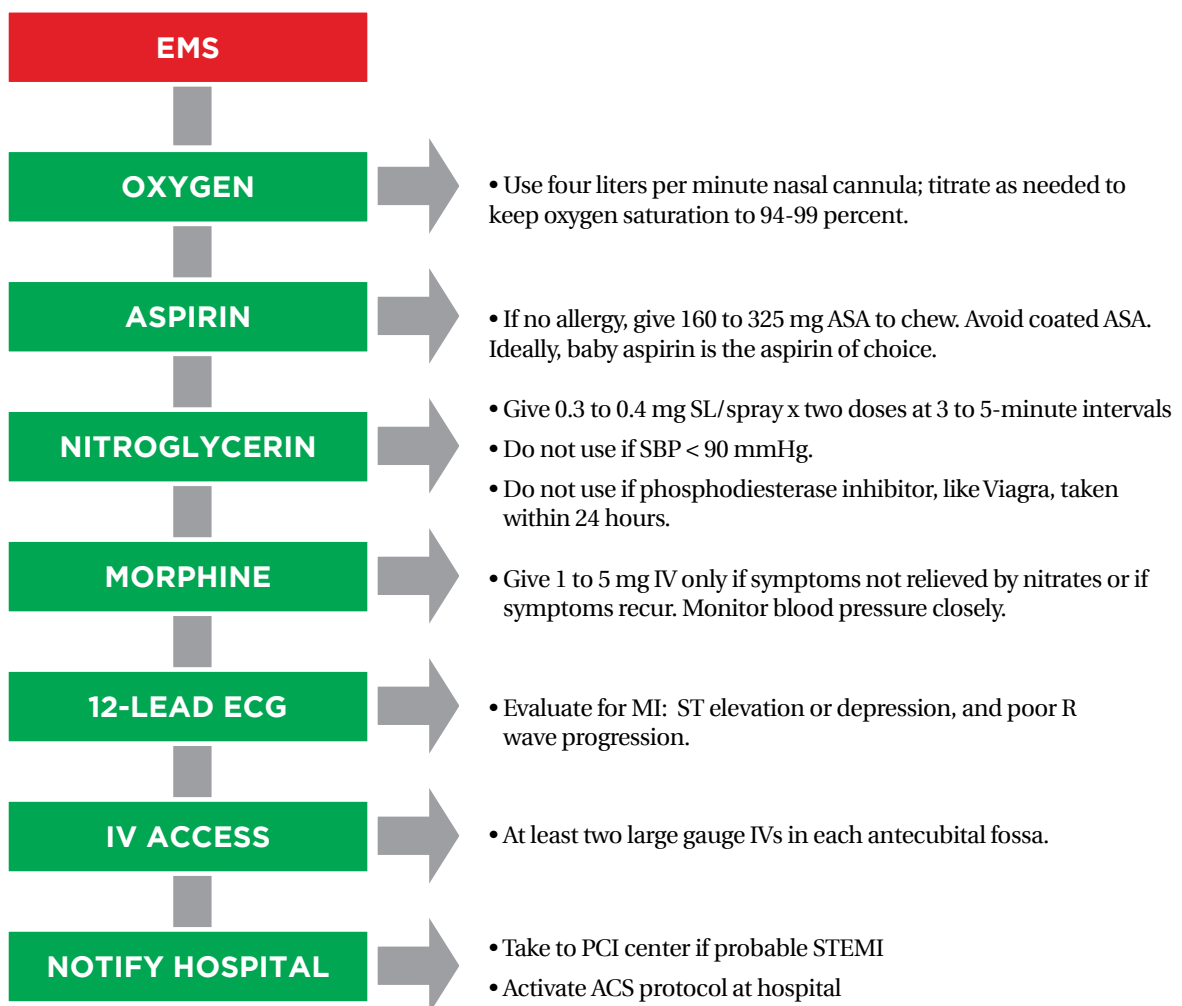 EMS
OXYGEN
• Use four liters per minute nasal cannula; titrate as needed to
keep oxygen saturation to 94-99 percent.
ASPIRIN
• If no allergy, give 160 to 325 mg ASA to chew. Avoid coated ASA.
Ideally, baby aspirin is the aspirin of choice.
NITROGLYCERIN
• Give 0.3 to 0.4 mg SL/spray x two doses at 3 to 5-minute intervals
• Do not use if SBP < 90 mmHg.
• Do not use if phosphodiesterase inhibitor, like Viagra, taken
within 24 hours.
MORPHINE
• Give 1 to 5 mg IV only if symptoms not relieved by nitrates or if
symptoms recur. Monitor blood pressure closely.
12-LEAD ECG
• Evaluate for MI: ST elevation or depression, and poor R
wave progression.
IV ACCESS
• At least two large gauge IVs in each antecubital fossa.
NOTIFY HOSPITAL
• Take to PCI center if probable STEMI
• Activate ACS protocol at hospital